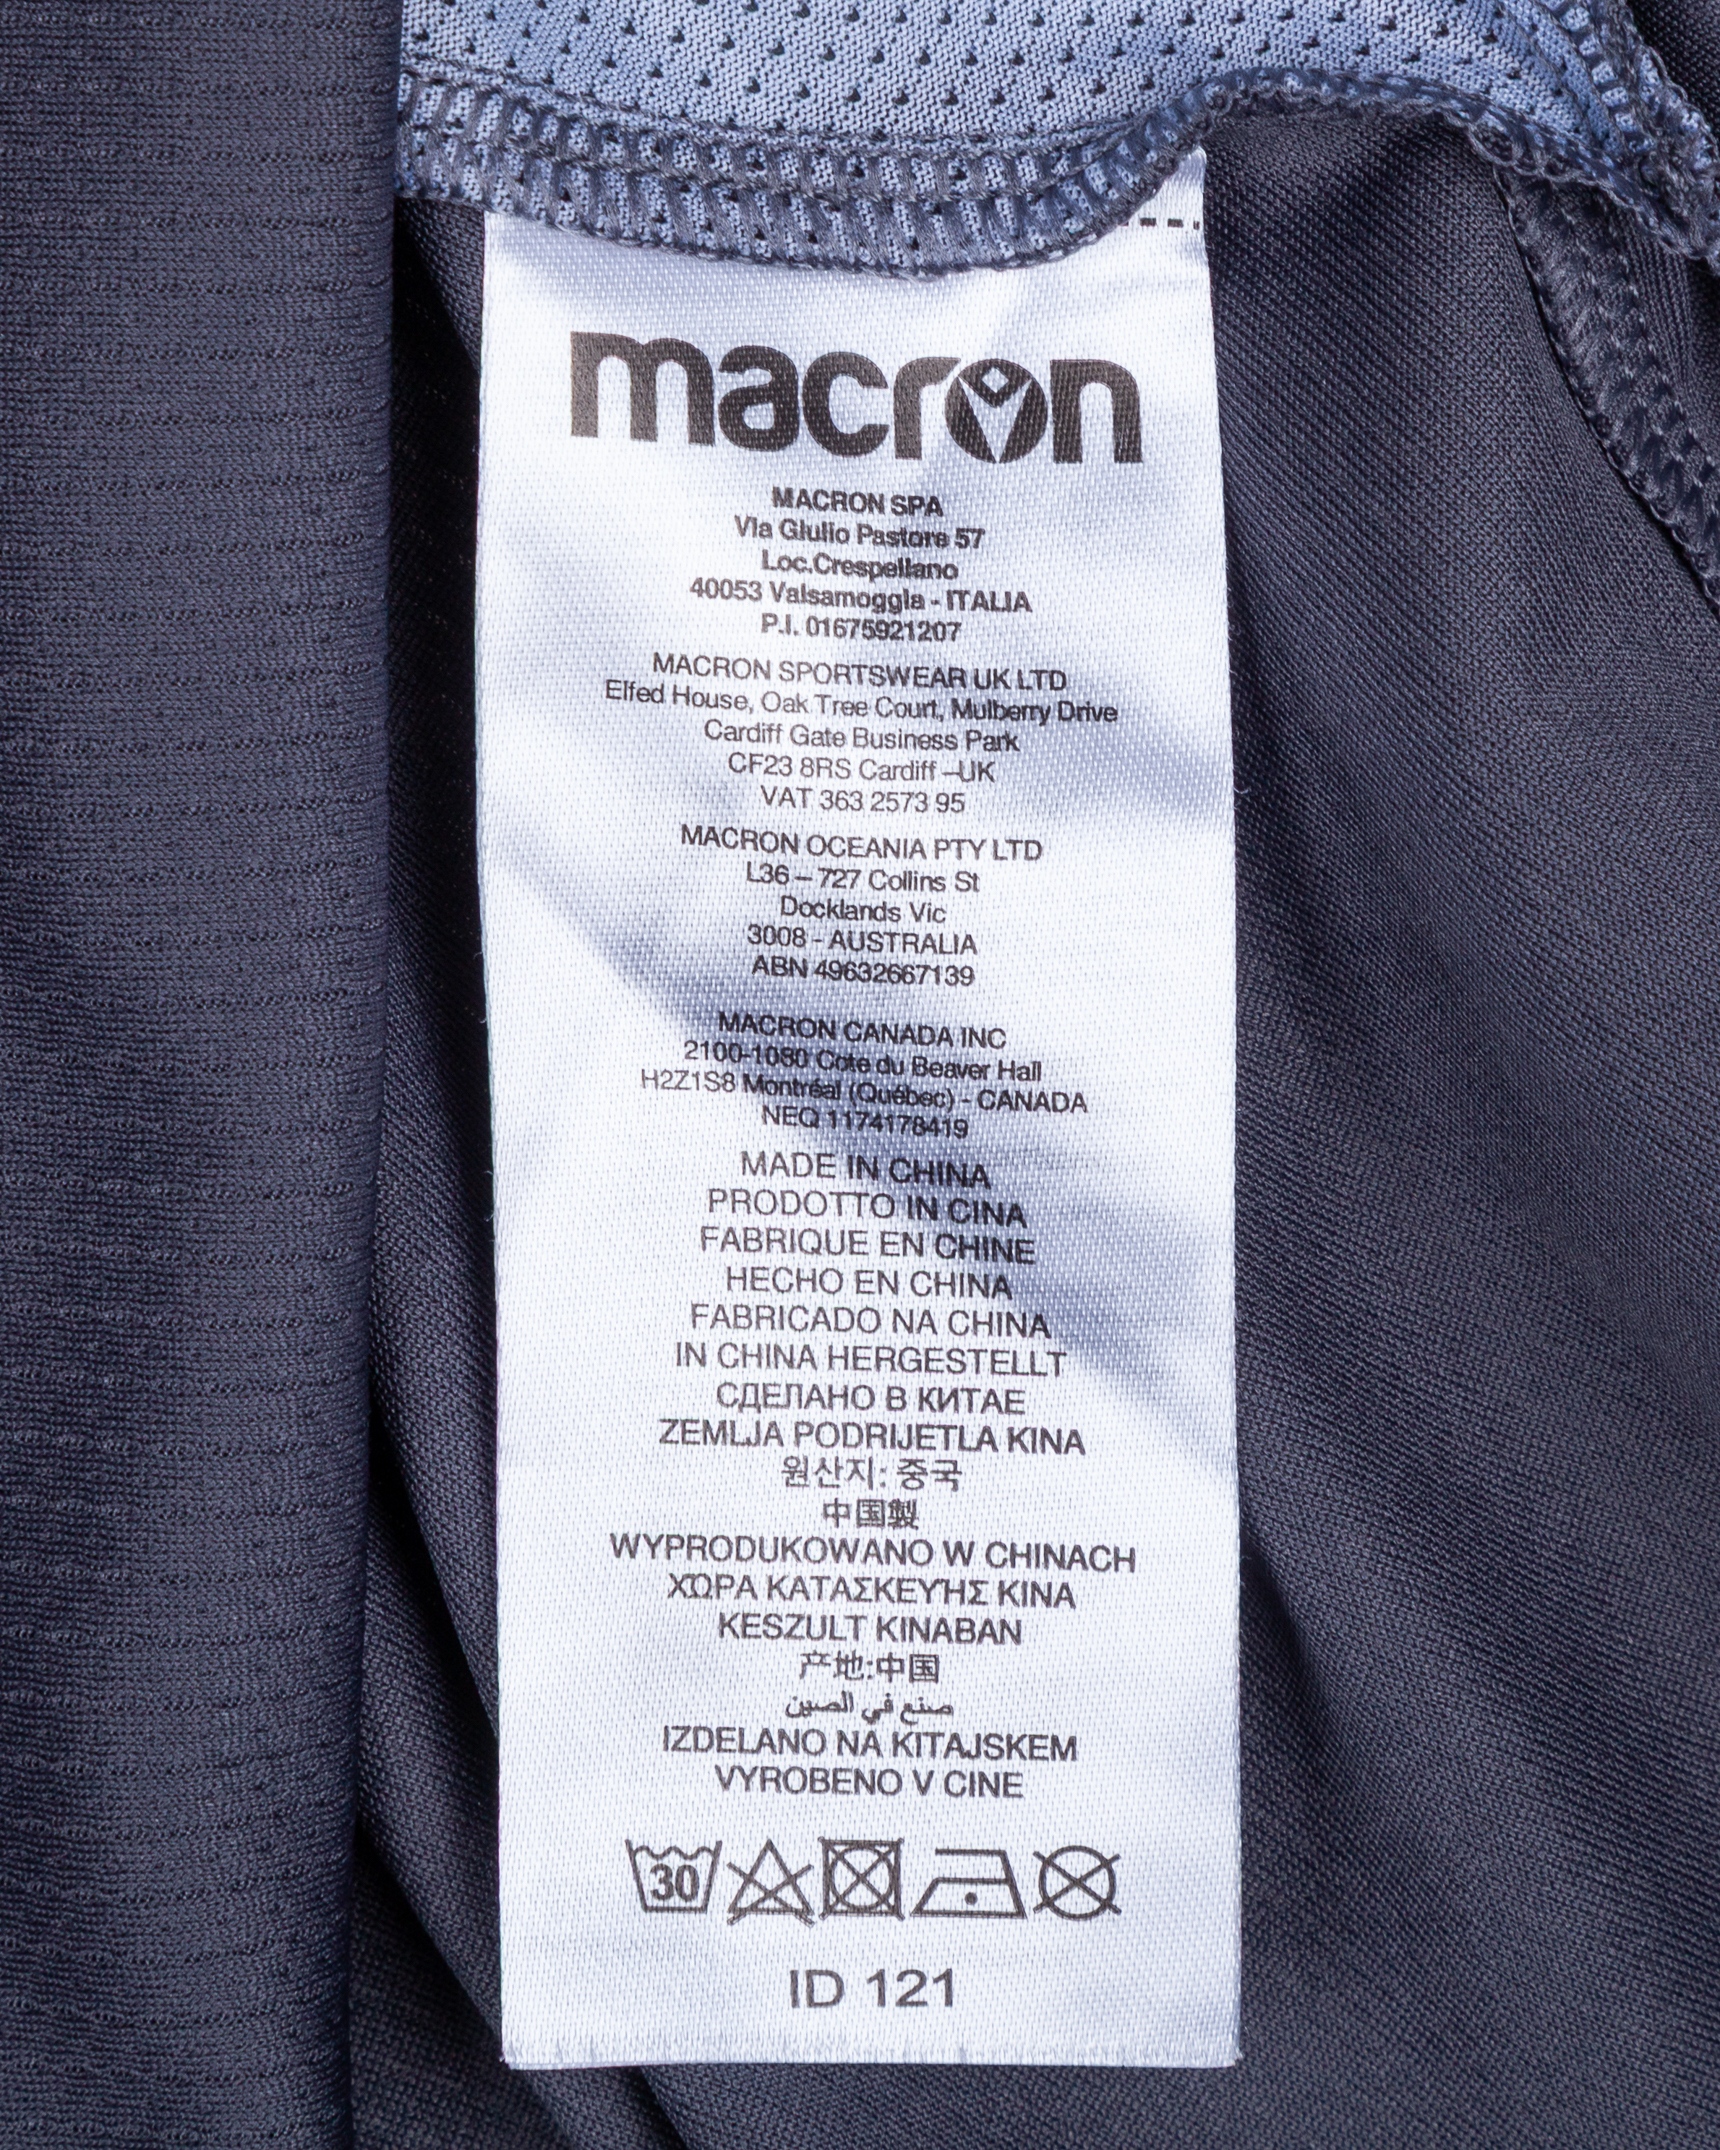 macron
MACRON SPA
Via Giulio Pastore 57
Loc.Crespellano
40053 Valsamoggia - ITALIA
P.I. 01675921207
MACRON SPORTSWEAR UK LTD
Elfed House, Oak Tree Court, Mulberry Drive
Cardiff Gate Business Park
CF23 8RS Cardiff –UK
VAT 363 2573 95
MACRON OCEANIA PTY LTD
L36 – 727 Collins St
Docklands Vic
3008 - AUSTRALIA
ABN 49632667139
MACRON CANADA INC
2100-1080 Cote du Beaver Hall
H2Z1S8 Montréal (Québec) - CANADA
NEQ 1174178419
MADE IN CHINA
PRODOTTO IN CINA
FABRIQUE EN CHINE
HECHO EN CHINA
FABRICADO NA CHINA
IN CHINA HERGESTELLT
СДЕЛАНО В КИТАЕ
ZEMLJA PODRIJETLA KINA
원산지: 중국
中国製
WYPRODUKOWANO W CHINACH
ΧΩΡΑ ΚΑΤΑΣΚΕΥΉΣ ΚΙΝΑ
KESZULT KINABAN
产地:中国
صنع في الصين
IZDELANO NA KITAJSKEM
VYROBENO V CINE
30
ID 121